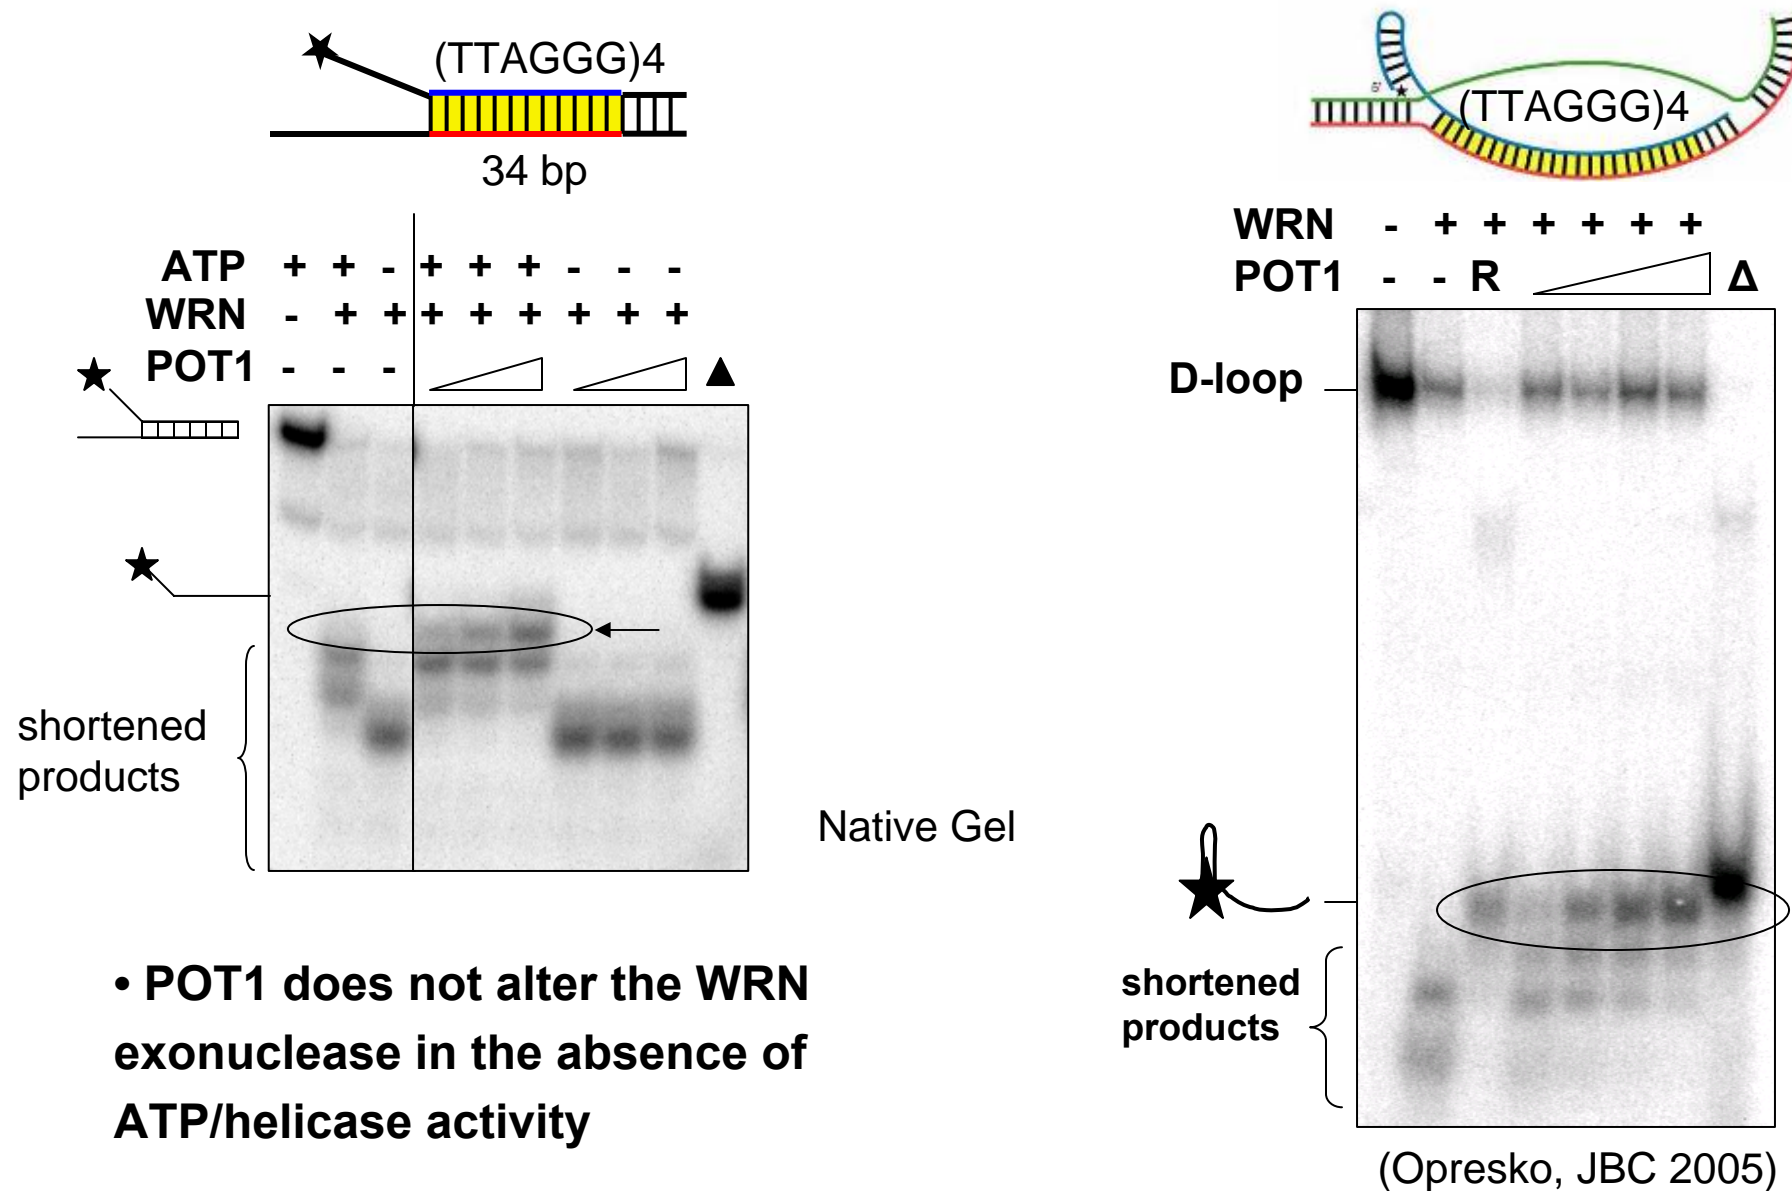 (TTAGGG)4
34 bp
ATP + + - + + + - - -
WRN - + + + + + + + +
POT1 - - -
shortened
products
Native Gel
• POT1 does not alter the WRN
exonuclease in the absence of
ATP/helicase activity
5'
(TTAGGG)4
WRN - + + + + + +
POT1 - - R Δ
D-loop
shortened
products
(Opresko, JBC 2005)